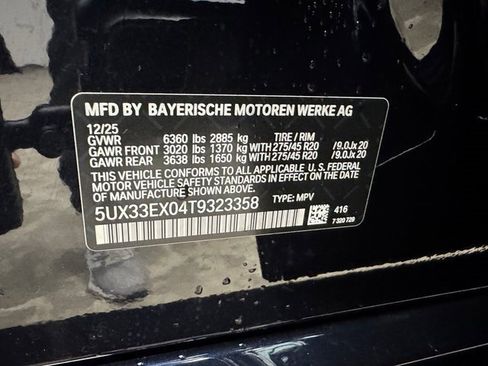 MFD BY BAYERISCHE MOTOREN WERKE AG
12/25
GVWR 6360 lbs 2885 kg TIRE / RIM
GAWR FRONT 3020 lbs 1370 kg WITH 275/45 R20 / 9.0Jx 20
GAWR REAR 3638 lbs 1650 kg WITH 275/45 R20 / 9.0Jx 20
THIS VEHICLE CONFORMS TO ALL APPLICABLE U. S. FEDERAL
MOTOR VEHICLE SAFETY STANDARDS IN EFFECT ON THE DATE
OF MANUFACTURE SHOWN ABOVE.
5UX33EX04T9323358 TYPE: MPV
416
7 320 729